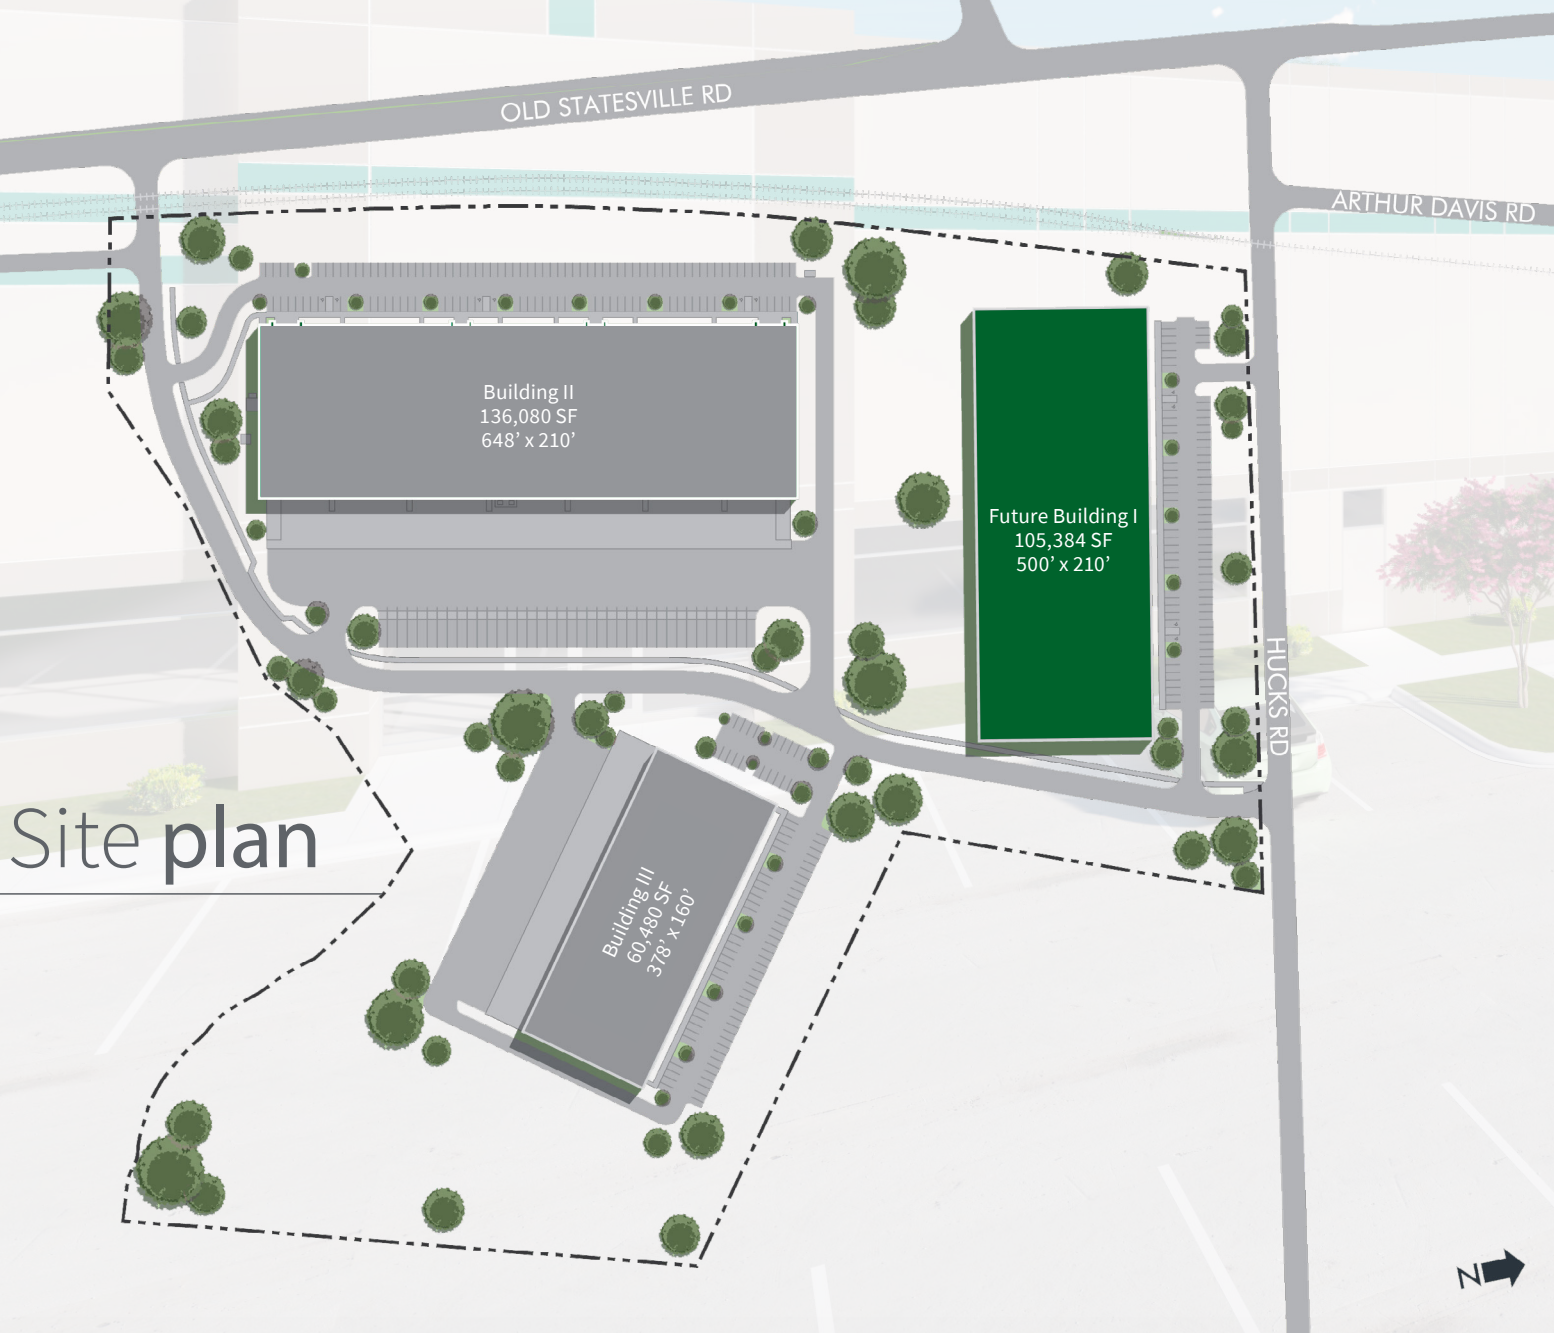 OLD STATESVILLE RD
ARTHUR DAVIS RD
Building II
136,080 SF
648’ x 210’
Future Building I
105,384 SF
500’ x 210’
HUCKS RD
Site plan
Building III
60,480 SF
378’ x 160’
N